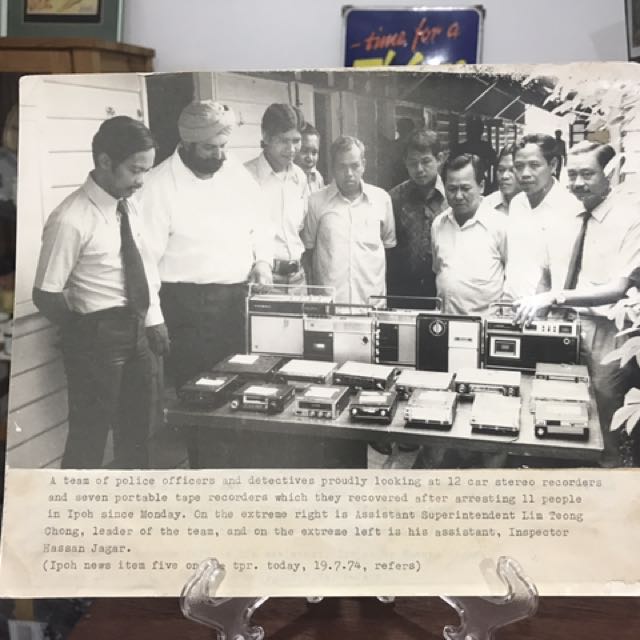 -time for a
A team of police officers and detectives proudly looking at 12 car stereo recorders
and seven portable tape recorders which they recovered after arresting 11 people
in Ipoh since Monday. On the extreme right is Assistant Superintendent Lim Teong
Chong, leader of the team, and on the extreme left is his assistant, Inspector
Hassan Jagar.
(Ipoh news item five on tpr. today, 19.7.74, refers)